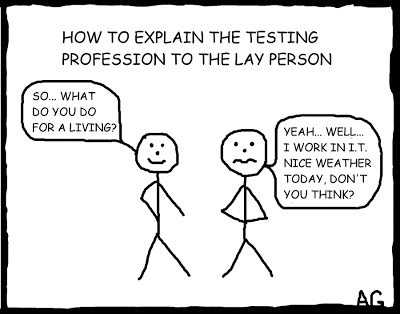 HOW TO EXPLAIN THE TESTING
PROFESSION TO THE LAY PERSON
SO... WHAT
DO YOU DO
FOR A LIVING?
YEAH... WELL...
I WORK IN I.T.
NICE WEATHER
TODAY, DON'T
YOU THINK?
AG